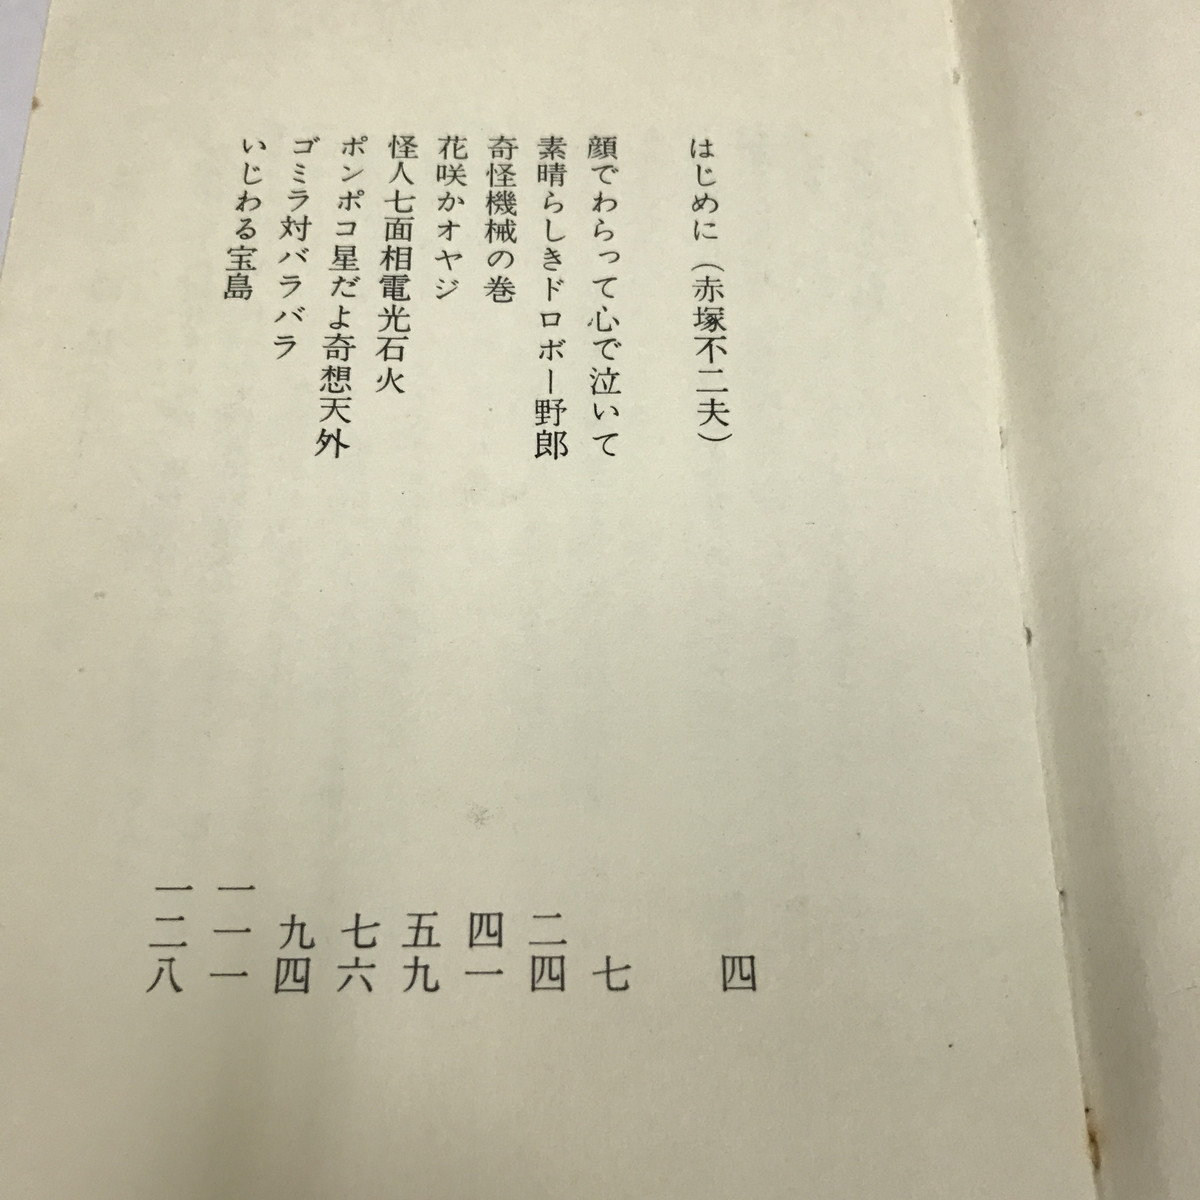 はじめに（赤塚不二夫） 四
顔でわらって心で泣いて 七
素晴らしきドロボー野郎 二四
奇怪機械の巻 四一
花咲かオヤジ 五九
怪人七面相電光石火 七六
ポンポコ星だよ奇想天外 九四
ゴミラ対バラバラ 一一一
いじわる宝島 一二八